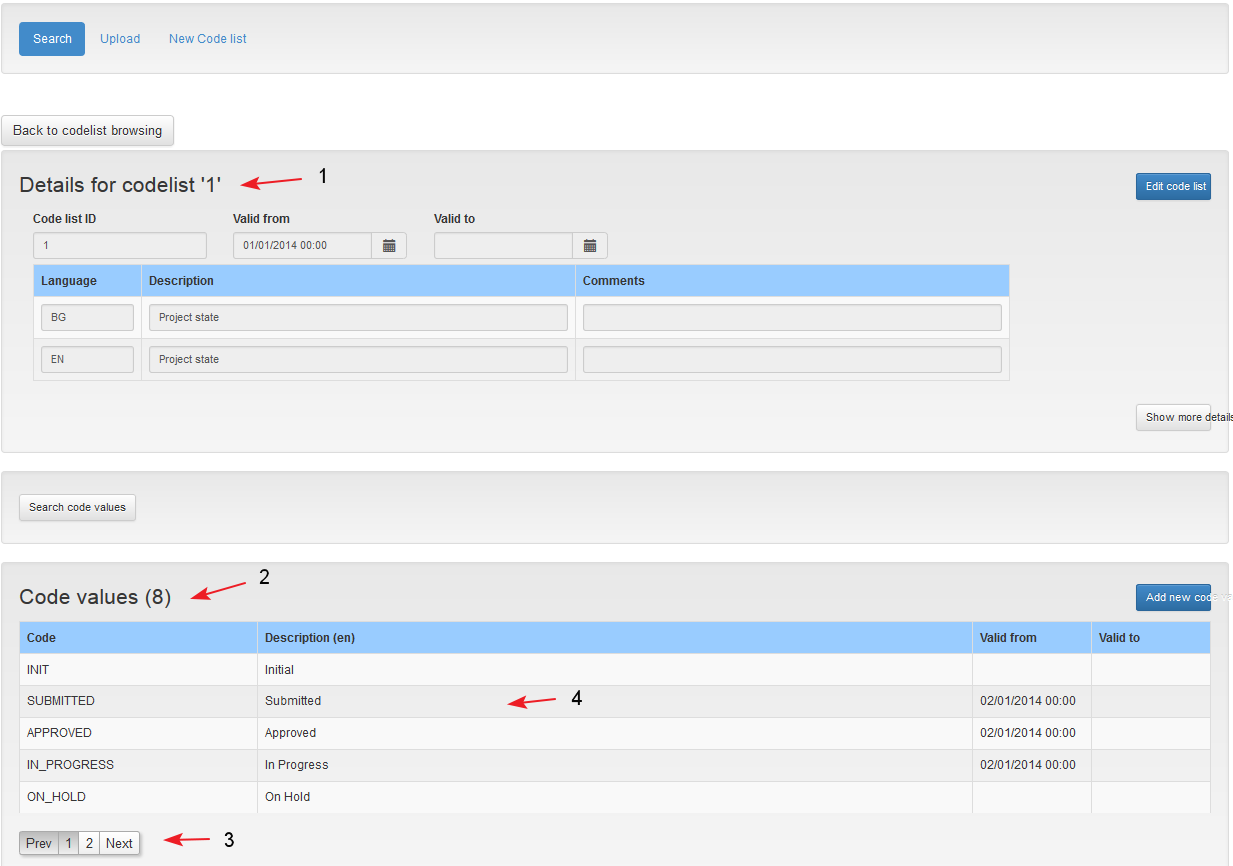 Search Upload New Code list
Back to codelist browsing
Details for codelist '1' 1
Edit code list
Code list ID Valid from Valid to
1 01/01/2014 00:00
Language Description Comments
BG Project state
EN Project state
Show more details
Search code values
Code values (8) 2
Add new code
Code Description (en) Valid from Valid to
INIT Initial
SUBMITTED Submitted 4 02/01/2014 00:00
APPROVED Approved 02/01/2014 00:00
IN_PROGRESS In Progress 02/01/2014 00:00
ON_HOLD On Hold
Prev 1 2 Next 3